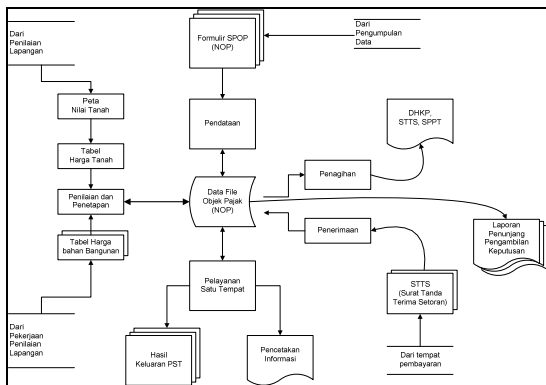 Dari
Penilaian
Lapangan
Formulir SPOP
(NOP)
Dari
Pengumpulan
Data
Peta
Nilai Tanah
Pendataan
DHKP,
STTS, SPPT
Tabel
Harga Tanah
Penagihan
Penilaian dan
Penetapan
Data File
Objek Pajak
(NOP)
Penerimaan
Laporan
Penunjang
Pengambilan
Keputusan
Tabel Harga
bahan Bangunan
Pelayanan
Satu Tempat
STTS
(Surat Tanda
Terima Setoran)
Dari
Pekerjaan
Penilaian
Lapangan
Hasil
Keluaran PST
Pencetakan
Informasi
Dari tempat
pembayaran